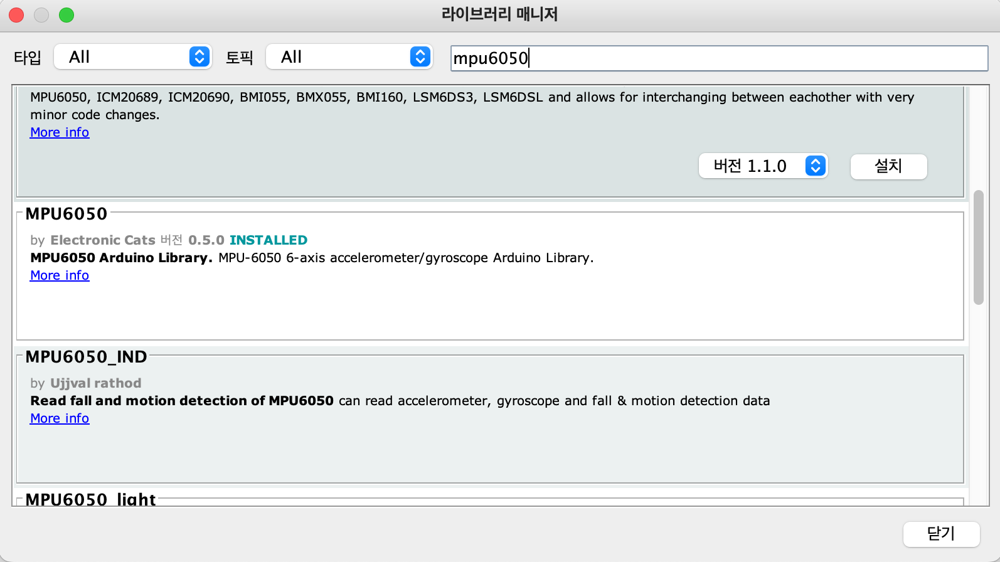 라이브러리 매니저
타입 All 토픽 All mpu6050
MPU6050, ICM20689, ICM20690, BMI055, BMX055, BMI160, LSM6DS3, LSM6DSL and allows for interchanging between eachother with very
minor code changes.
More info
버전 1.1.0 설치
MPU6050
by Electronic Cats 버전 0.5.0 INSTALLED
MPU6050 Arduino Library. MPU-6050 6-axis accelerometer/gyroscope Arduino Library.
More info
MPU6050_IND
by Ujjval rathod
Read fall and motion detection of MPU6050 can read accelerometer, gyroscope and fall & motion detection data
More info
MPU6050_light
닫기